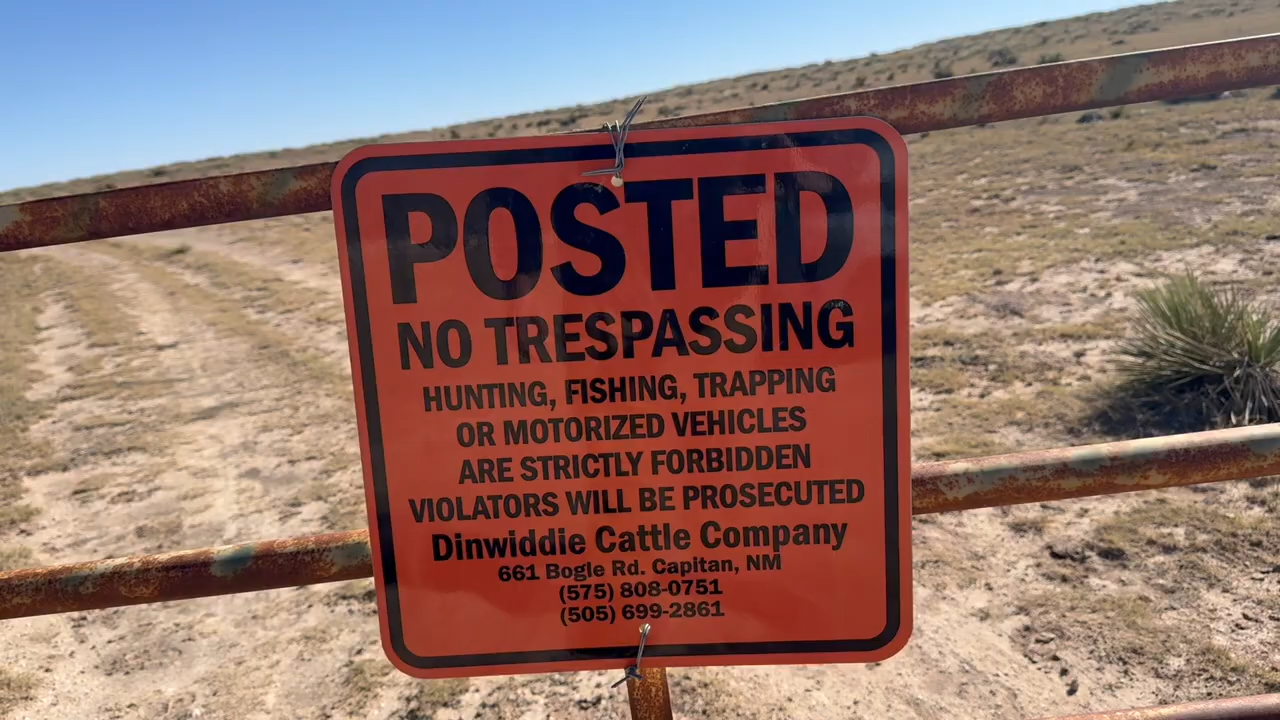 POSTED
NO TRESPASSING
HUNTING, FISHING, TRAPPING
OR MOTORIZED VEHICLES
ARE STRICTLY FORBIDDEN
VIOLATORS WILL BE PROSECUTED
Dinwiddie Cattle Company
661 Bogle Rd. Capitan, NM
(575) 808-0751
(505) 699-2861